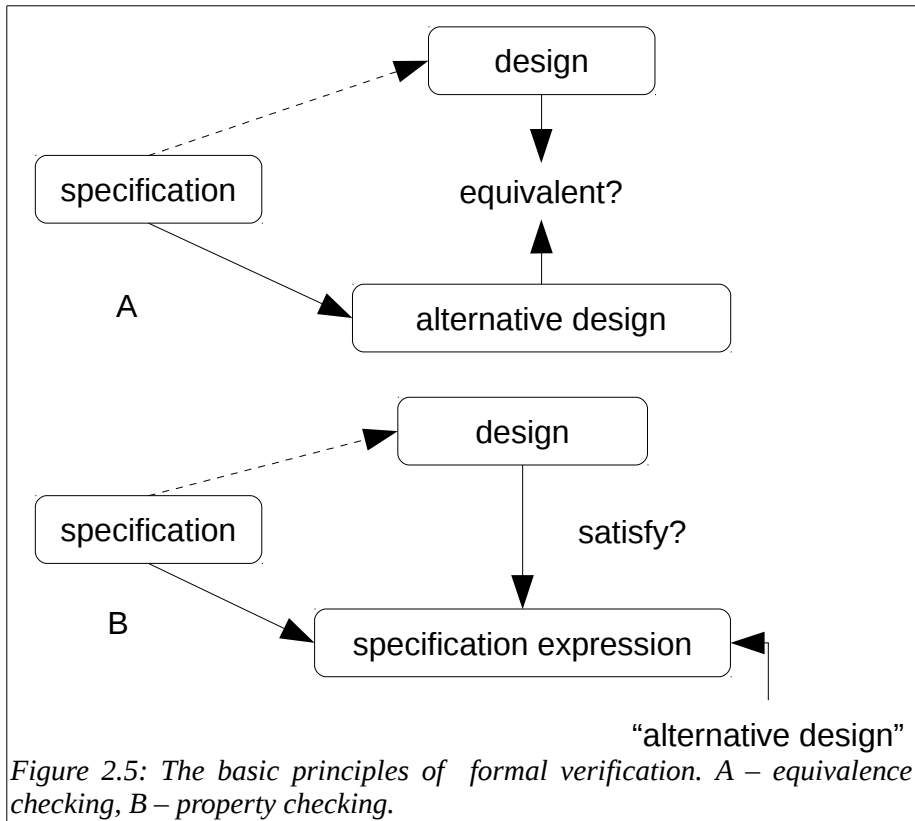 design
specification
equivalent?
A
alternative design
design
specification
satisfy?
B
specification expression
“alternative design”
Figure 2.5: The basic principles of formal verification. A – equivalence
checking, B – property checking.